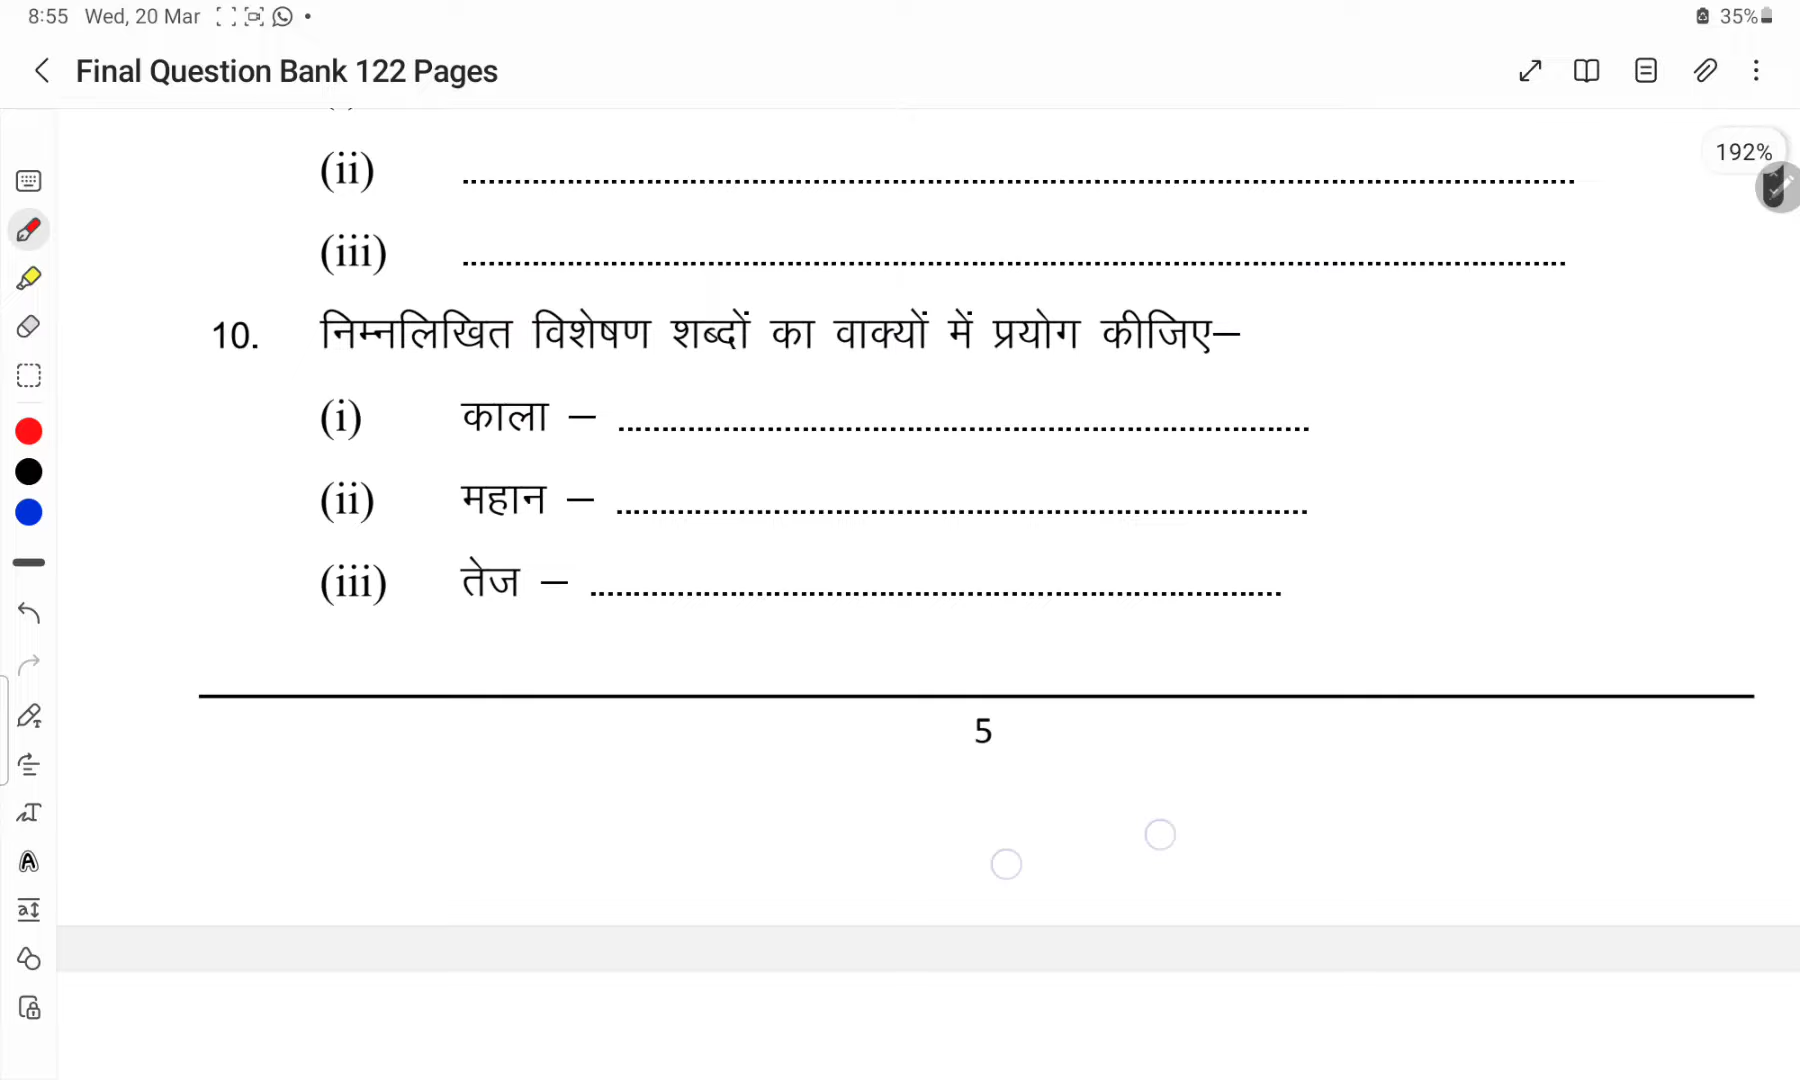 8:55 Wed, 20 Mar
35%
Final Question Bank 122 Pages
192%
(ii) ........................................................................
(iii) ........................................................................
10. निम्नलिखित विशेषण शब्दों का वाक्यों में प्रयोग कीजिए–
(i) काला – ........................................................................
(ii) महान – ........................................................................
(iii) तेज – ........................................................................
5